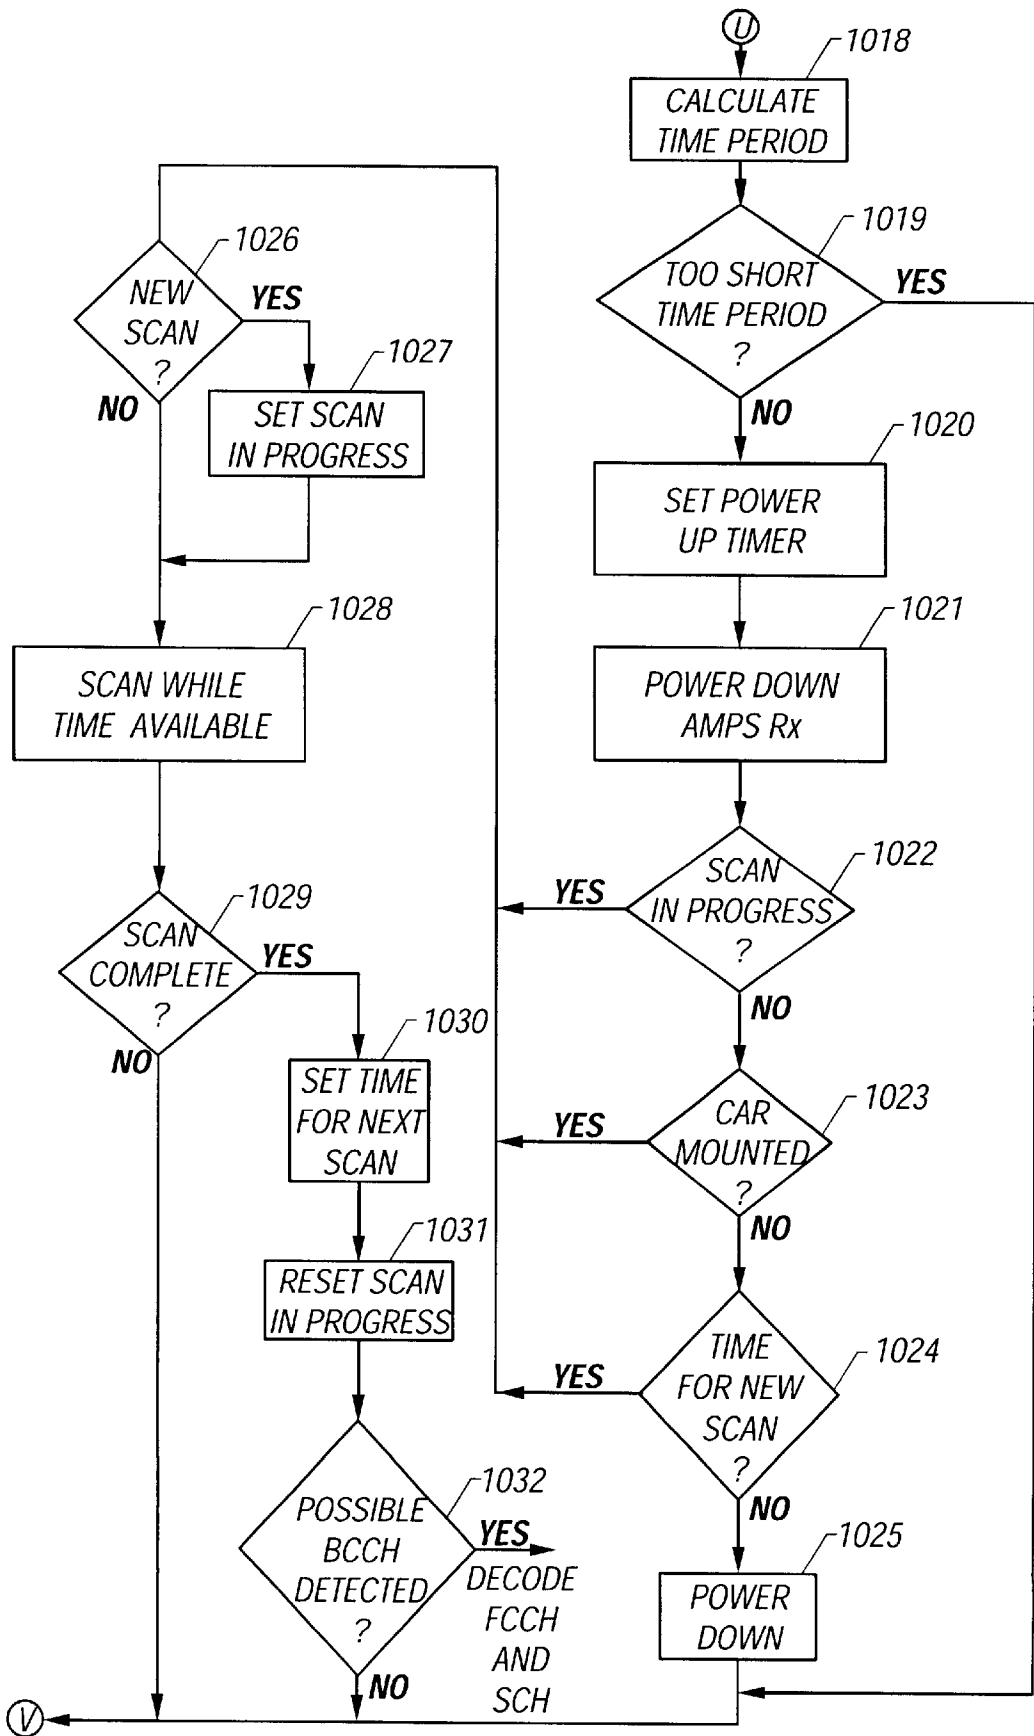 U
1018
CALCULATE
TIME PERIOD
1019
TOO SHORT
TIME PERIOD
?
YES
NO
1020
SET POWER
UP TIMER
1021
POWER DOWN
AMPS Rx
1022
SCAN
IN PROGRESS
?
YES
NO
1023
CAR
MOUNTED
?
YES
NO
1024
TIME
FOR NEW
SCAN
?
YES
NO
1025
POWER
DOWN
1026
NEW
SCAN
?
YES
NO
1027
SET SCAN
IN PROGRESS
1028
SCAN WHILE
TIME AVAILABLE
1029
SCAN
COMPLETE
?
YES
NO
1030
SET TIME
FOR NEXT
SCAN
1031
RESET SCAN
IN PROGRESS
1032
POSSIBLE
BCCH
DETECTED
?
YES
DECODE
FCCH
AND
SCH
NO
V